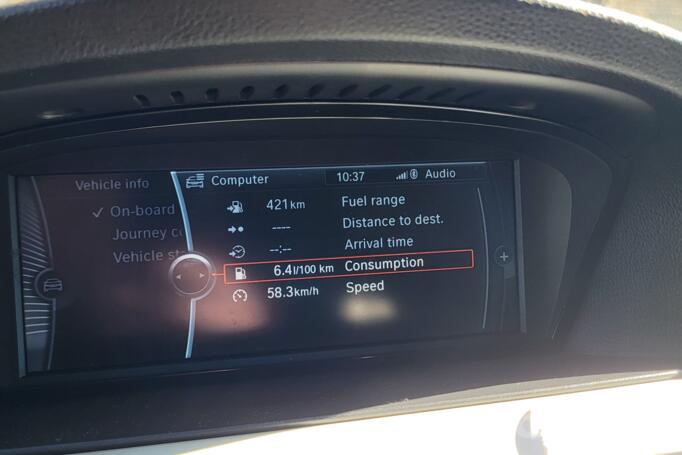 Vehicle info
✓ On-board
Journey
Vehicle
Computer 10:37 Audio
421 km Fuel range
---- Distance to dest.
--:-- Arrival time
6.4 l/100 km Consumption
58.3 km/h Speed
+